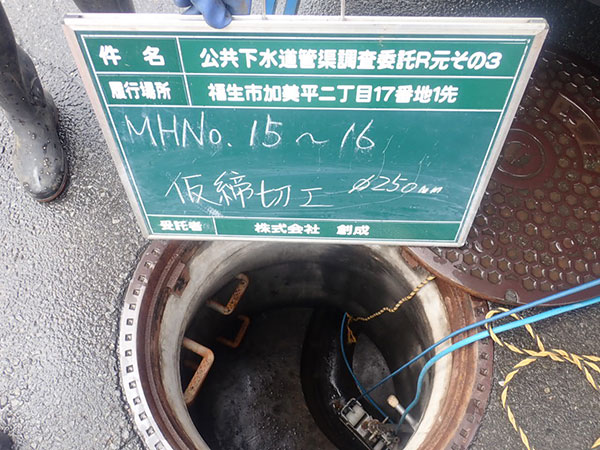 件名 公共下水道管渠調査委託R元その3
履行場所 福生市加美平二丁目17番地1先
MHNo. 15～16
仮締切工 φ250mm
受託者 株式会社 創成